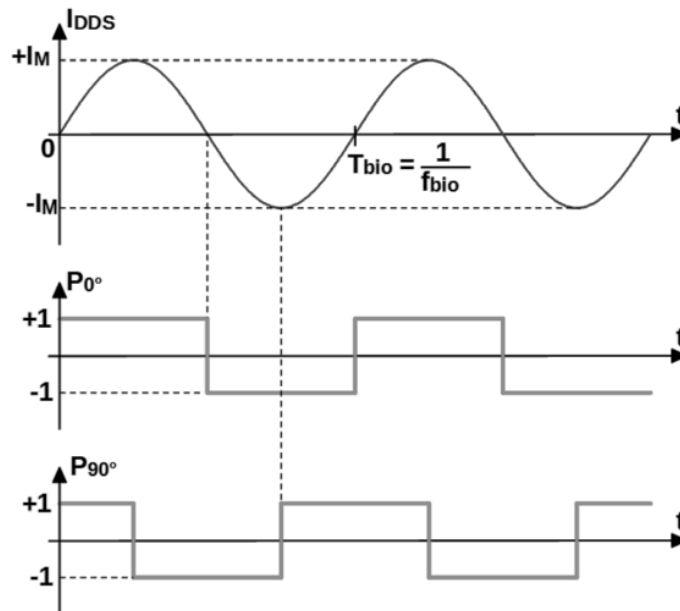 IDDS
+IM
t
0
Tbio = 1/fbio
-IM
P0°
+1
t
-1
P90°
+1
t
-1